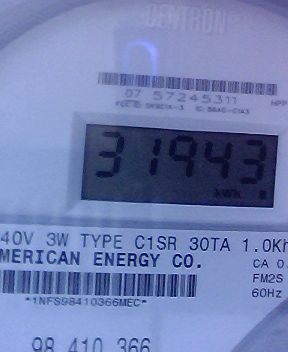 CENTRON
07 57245311
31943
kWh
40V 3W TYPE C1SR 30TA 1.0Kh
MERICAN ENERGY CO.
CA 0.
FM2S
60Hz
*1NFS98410366MEC*
98 410 366